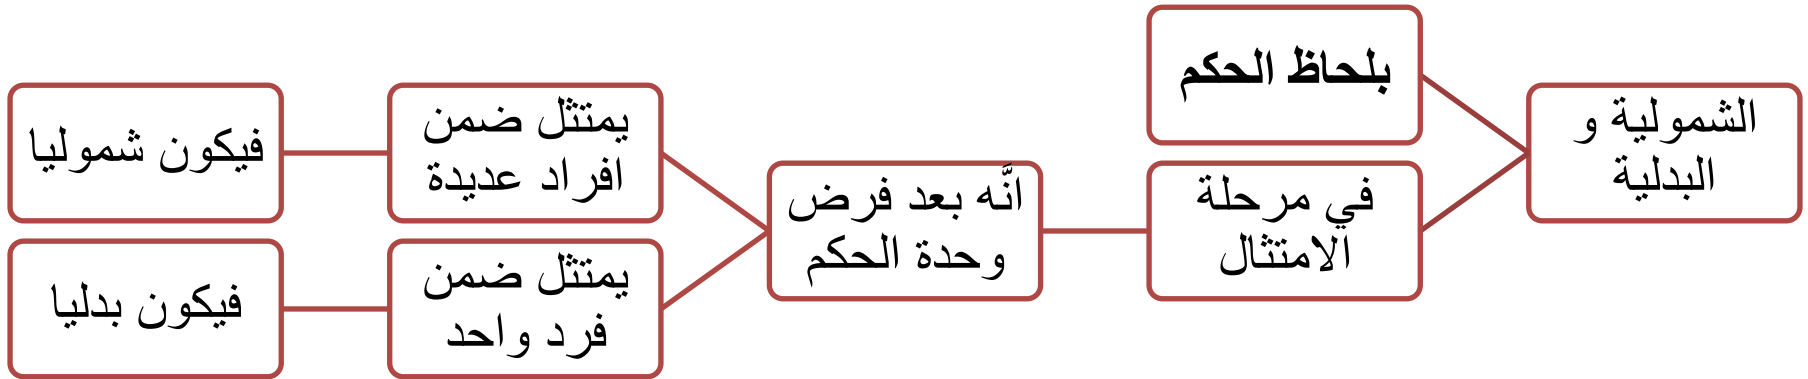 الشمولية و
البدلية
بلحاظ الحكم
في مرحلة
الامتثال
انَّه بعد فرض
وحدة الحكم
يمتثل ضمن
افراد عديدة
فيكون شموليا
يمتثل ضمن
فرد واحد
فيكون بدليا